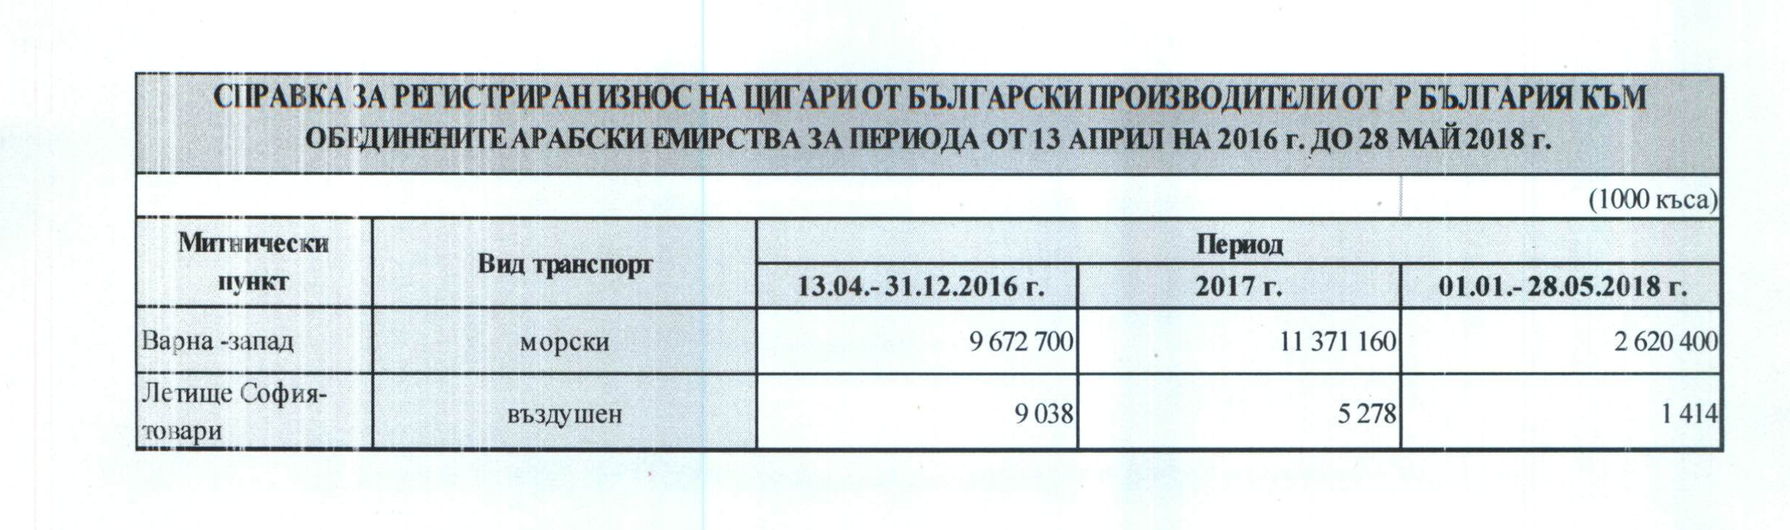 СПРАВКА ЗА РЕГИСТРИРАН ИЗНОС НА ЦИГАРИ ОТ БЪЛГАРСКИ ПРОИЗВОДИТЕЛИ ОТ Р БЪЛГАРИЯ КЪМ
ОБЕДИНЕНИТЕ АРАБСКИ ЕМИРСТВА ЗА ПЕРИОДА ОТ 13 АПРИЛ НА 2016 г. ДО 28 МАЙ 2018 г.
(1000 къса)
Митнически
пункт
Вид транспорт
Период
13.04.- 31.12.2016 г.
2017 г.
01.01.- 28.05.2018 г.
Варна -запад
морски
9 672 700
11 371 160
2 620 400
Летище София-
товари
въздушен
9 038
5 278
1 414